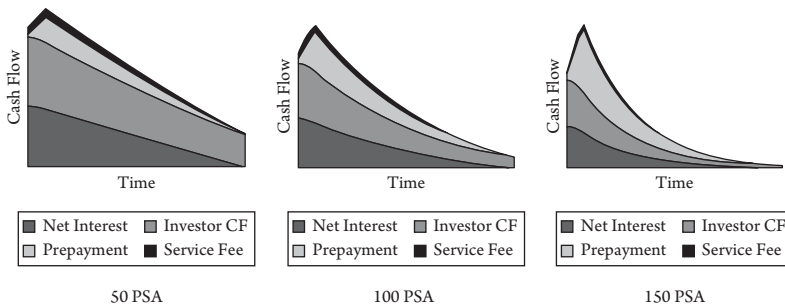 Cash Flow
Time
Net Interest
Investor CF
Prepayment
Service Fee
50 PSA
Cash Flow
Time
Net Interest
Investor CF
Prepayment
Service Fee
100 PSA
Cash Flow
Time
Net Interest
Investor CF
Prepayment
Service Fee
150 PSA